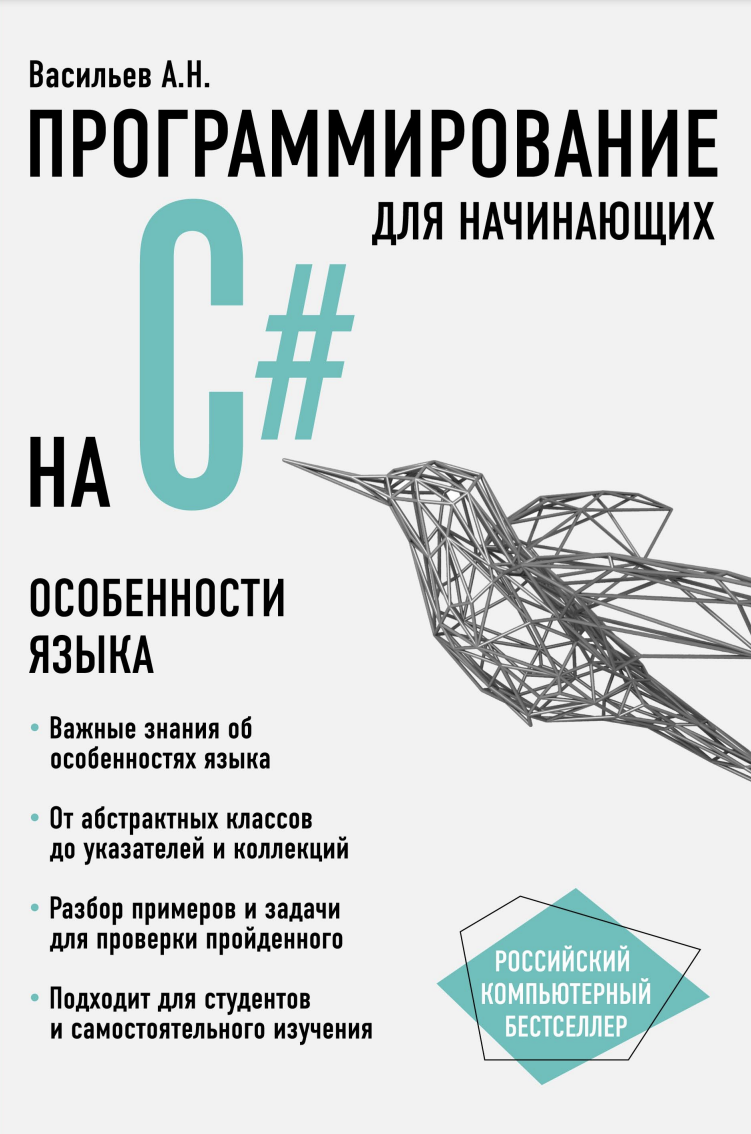 Васильев А.Н.
ПРОГРАММИРОВАНИЕ
ДЛЯ НАЧИНАЮЩИХ
НА C#
ОСОБЕННОСТИ
ЯЗЫКА
• Важные знания об
особенностях языка
• От абстрактных классов
до указателей и коллекций
• Разбор примеров и задачи
для проверки пройденного
• Подходит для студентов
и самостоятельного изучения
РОССИЙСКИЙ
КОМПЬЮТЕРНЫЙ
БЕСТСЕЛЛЕР